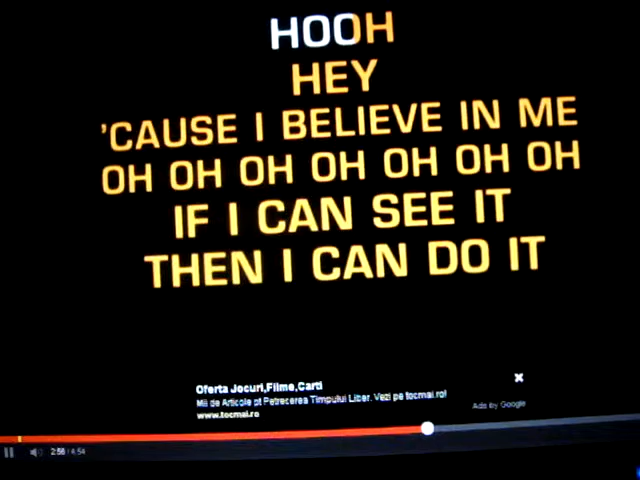 HOOH
HEY
'CAUSE I BELIEVE IN ME
OH OH OH OH OH OH OH
IF I CAN SEE IT
THEN I CAN DO IT
Oferta Jocuri,Filme,Carti
Mii de Articole pt Petrecerea Timpului Liber. Vezi pe tocmai.ro!
www.tocmai.ro
Ads by Google
2:56 / 4:54